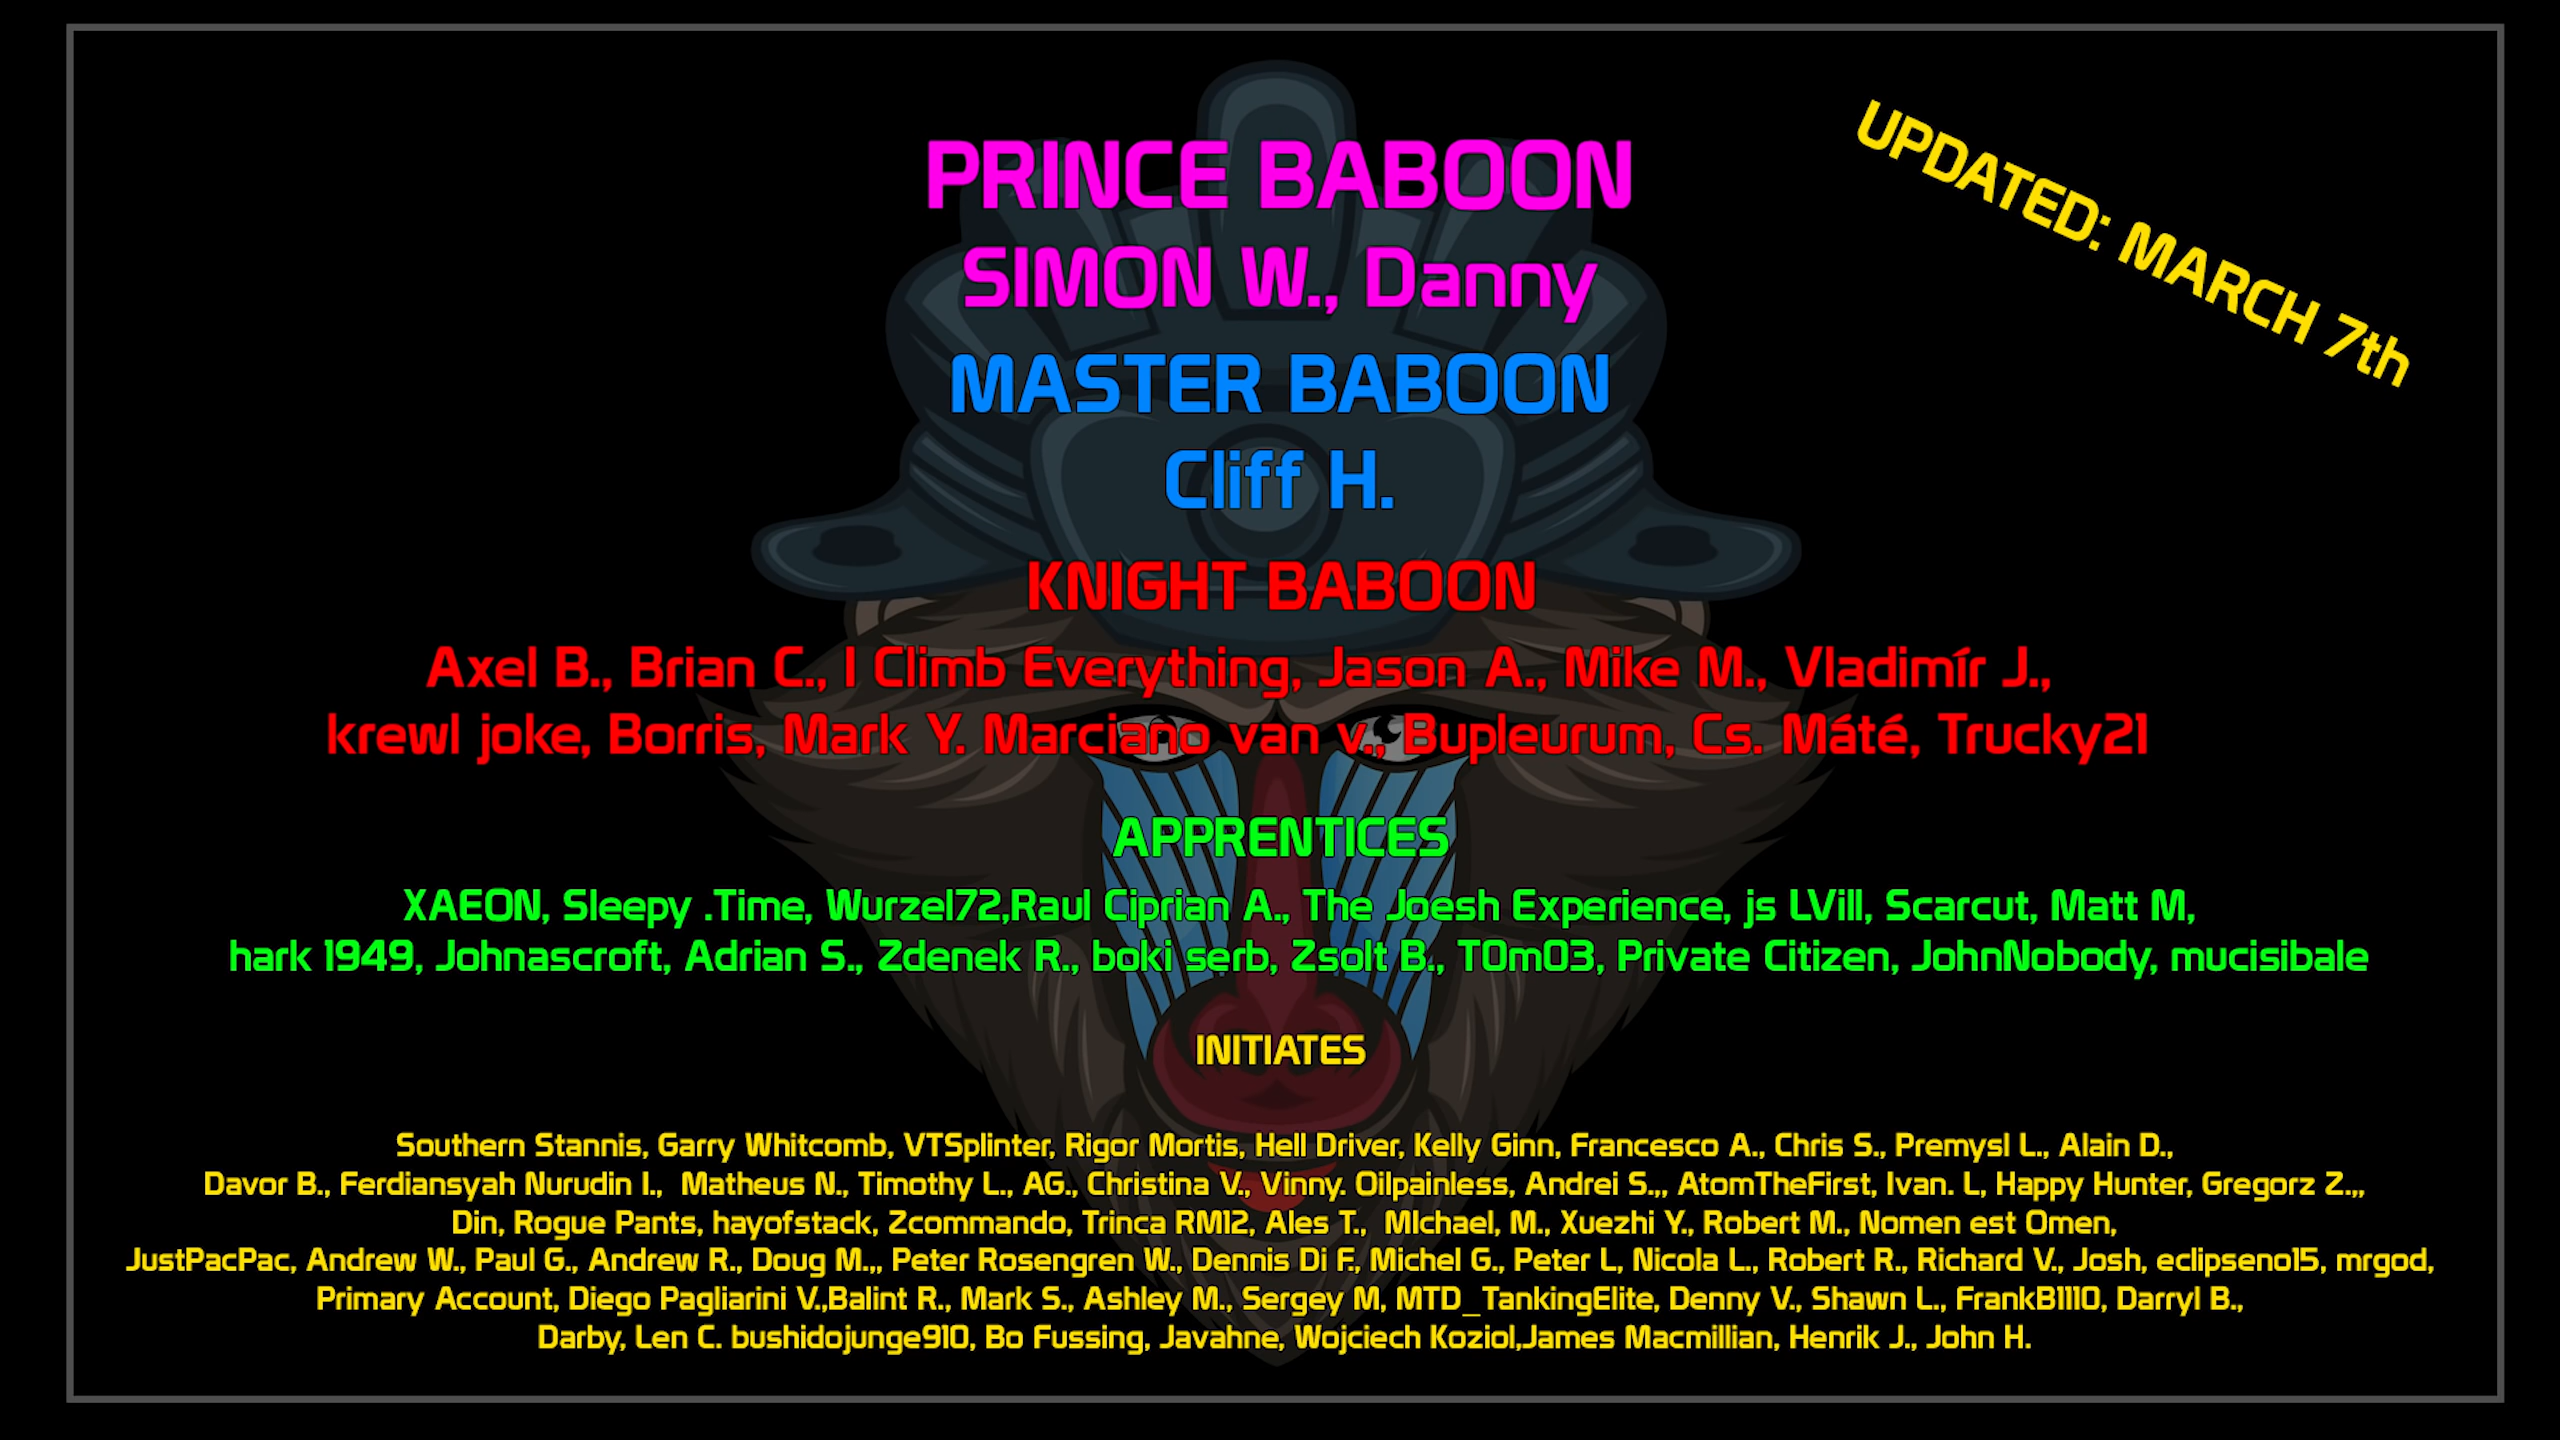 UPDATED: MARCH 7th
PRINCE BABOON
SIMON W., Danny
MASTER BABOON
Cliff H.
KNIGHT BABOON
Axel B., Brian C., I Climb Everything, Jason A., Mike M., Vladimír J.,
krewl joke, Borris, Mark Y. Marciano van v., Bupleurum, Cs. Máté, Trucky21
APPRENTICES
XAEON, Sleepy .Time, Wurzel72,Raul Ciprian A., The Joesh Experience, js LVill, Scarcut, Matt M,
hark 1949, Johnascroft, Adrian S., Zdenek R., boki serb, Zsolt B., T0m03, Private Citizen, JohnNobody, mucisibale
INITIATES
Southern Stannis, Garry Whitcomb, VTSplinter, Rigor Mortis, Hell Driver, Kelly Ginn, Francesco A., Chris S., Premysl L., Alain D.,
Davor B., Ferdiansyah Nurudin I.,  Matheus N., Timothy L., AG., Christina V., Vinny. Oilpainless, Andrei S.,, AtomTheFirst, Ivan. L, Happy Hunter, Gregorz Z.,,
Din, Rogue Pants, hayofstack, Zcommando, Trinca RM12, Ales T.,  MIchael, M., Xuezhi Y., Robert M., Nomen est Omen,
JustPacPac, Andrew W., Paul G., Andrew R., Doug M.,, Peter Rosengren W., Dennis Di F., Michel G., Peter L, Nicola L., Robert R., Richard V., Josh, eclipseno15, mrgod,
Primary Account, Diego Pagliarini V.,Balint R., Mark S., Ashley M., Sergey M, MTD_TankingElite, Denny V., Shawn L., FrankB1110, Darryl B.,
Darby, Len C. bushidojunge910, Bo Fussing, Javahne, Wojciech Koziol,James Macmillian, Henrik J., John H.